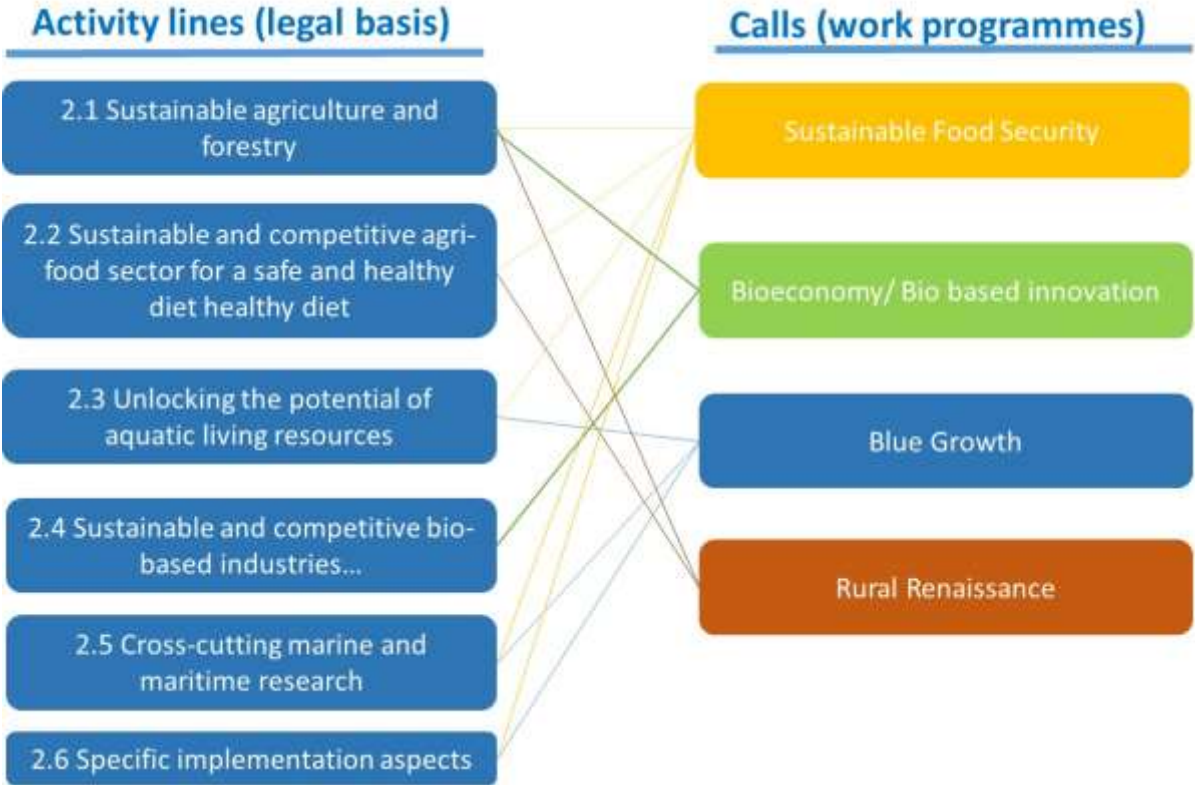 Activity lines (legal basis)
2.1 Sustainable agriculture and
forestry
2.2 Sustainable and competitive agri-
food sector for a safe and healthy
diet healthy diet
2.3 Unlocking the potential of
aquatic living resources
2.4 Sustainable and competitive bio-
based industries...
2.5 Cross-cutting marine and
maritime research
2.6 Specific implementation aspects
Calls (work programmes)
Sustainable Food Security
Bioeconomy/ Bio based innovation
Blue Growth
Rural Renaissance